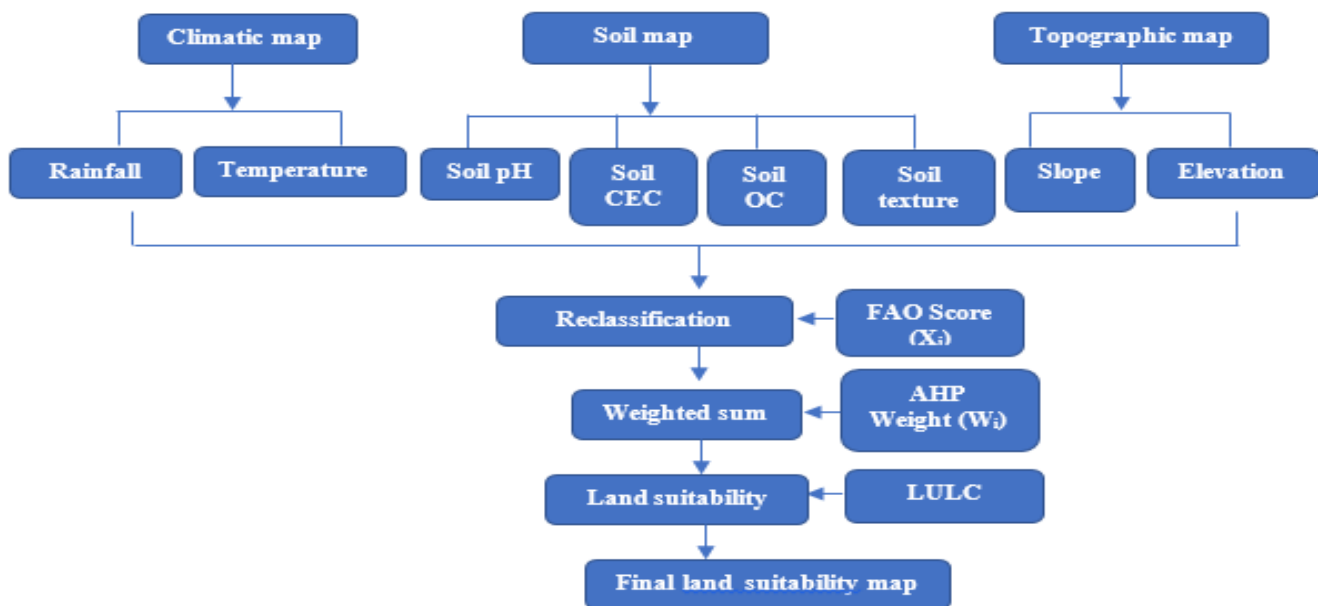 Climatic map
Soil map
Topographic map
Rainfall
Temperature
Soil pH
Soil
CEC
Soil
OC
Soil
texture
Slope
Elevation
Reclassification
FAO Score
(Xᵢ)
Weighted sum
AHP
Weight (Wᵢ)
Land suitability
LULC
Final land suitability map